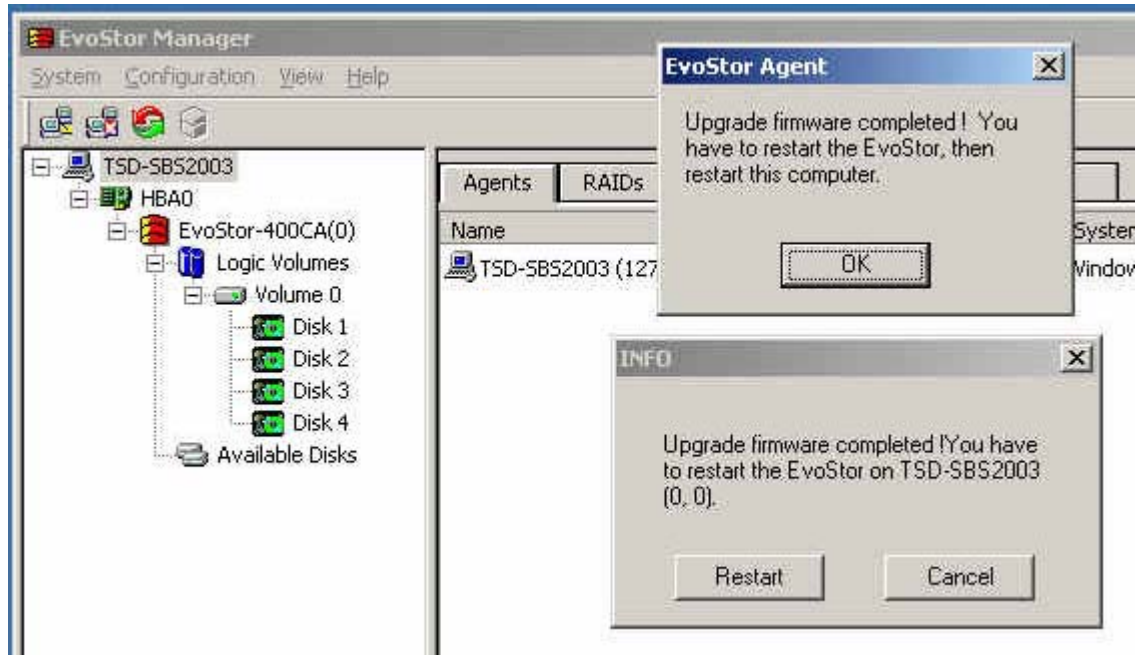 EvoStor Manager
System Configuration View Help
TSD-SBS2003
HBA0
EvoStor-400CA(0)
Logic Volumes
Volume 0
Disk 1
Disk 2
Disk 3
Disk 4
Available Disks
Agents RAIDs
Name Syster
TSD-SBS2003 (127 Vindov
EvoStor Agent
Upgrade firmware completed ! You
have to restart the EvoStor, then
restart this computer.
OK
INFO
Upgrade firmware completed !You have
to restart the EvoStor on TSD-SBS2003
(0, 0).
Restart Cancel